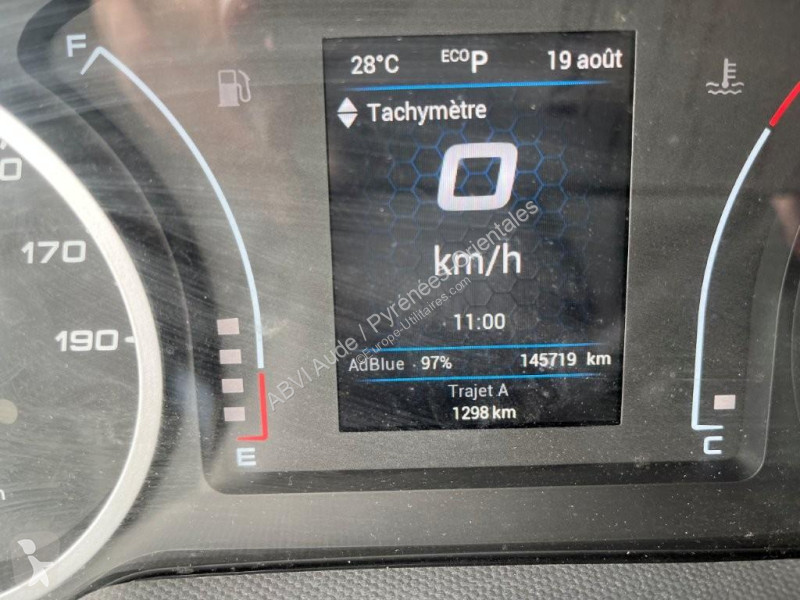 F
28°C
ECO P
19 août
Tachymètre
0
km/h
170
190
11:00
AdBlue 97% 145719 km
Trajet A
1298 km
E
C
ABVI Aude / Pyrénées Orientales
©Europe-Utilitaires.com